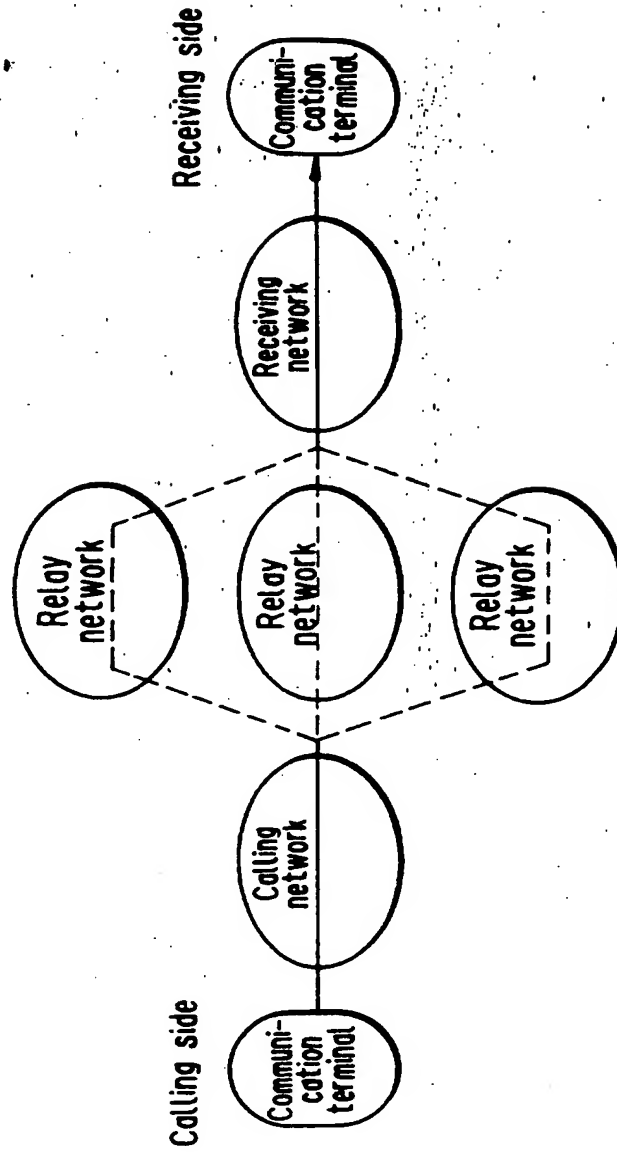 Calling side
Communi-
cation
terminal
Calling
network
Relay
network
Relay
network
Relay
network
Receiving
network
Receiving side
Communi-
cation
terminal